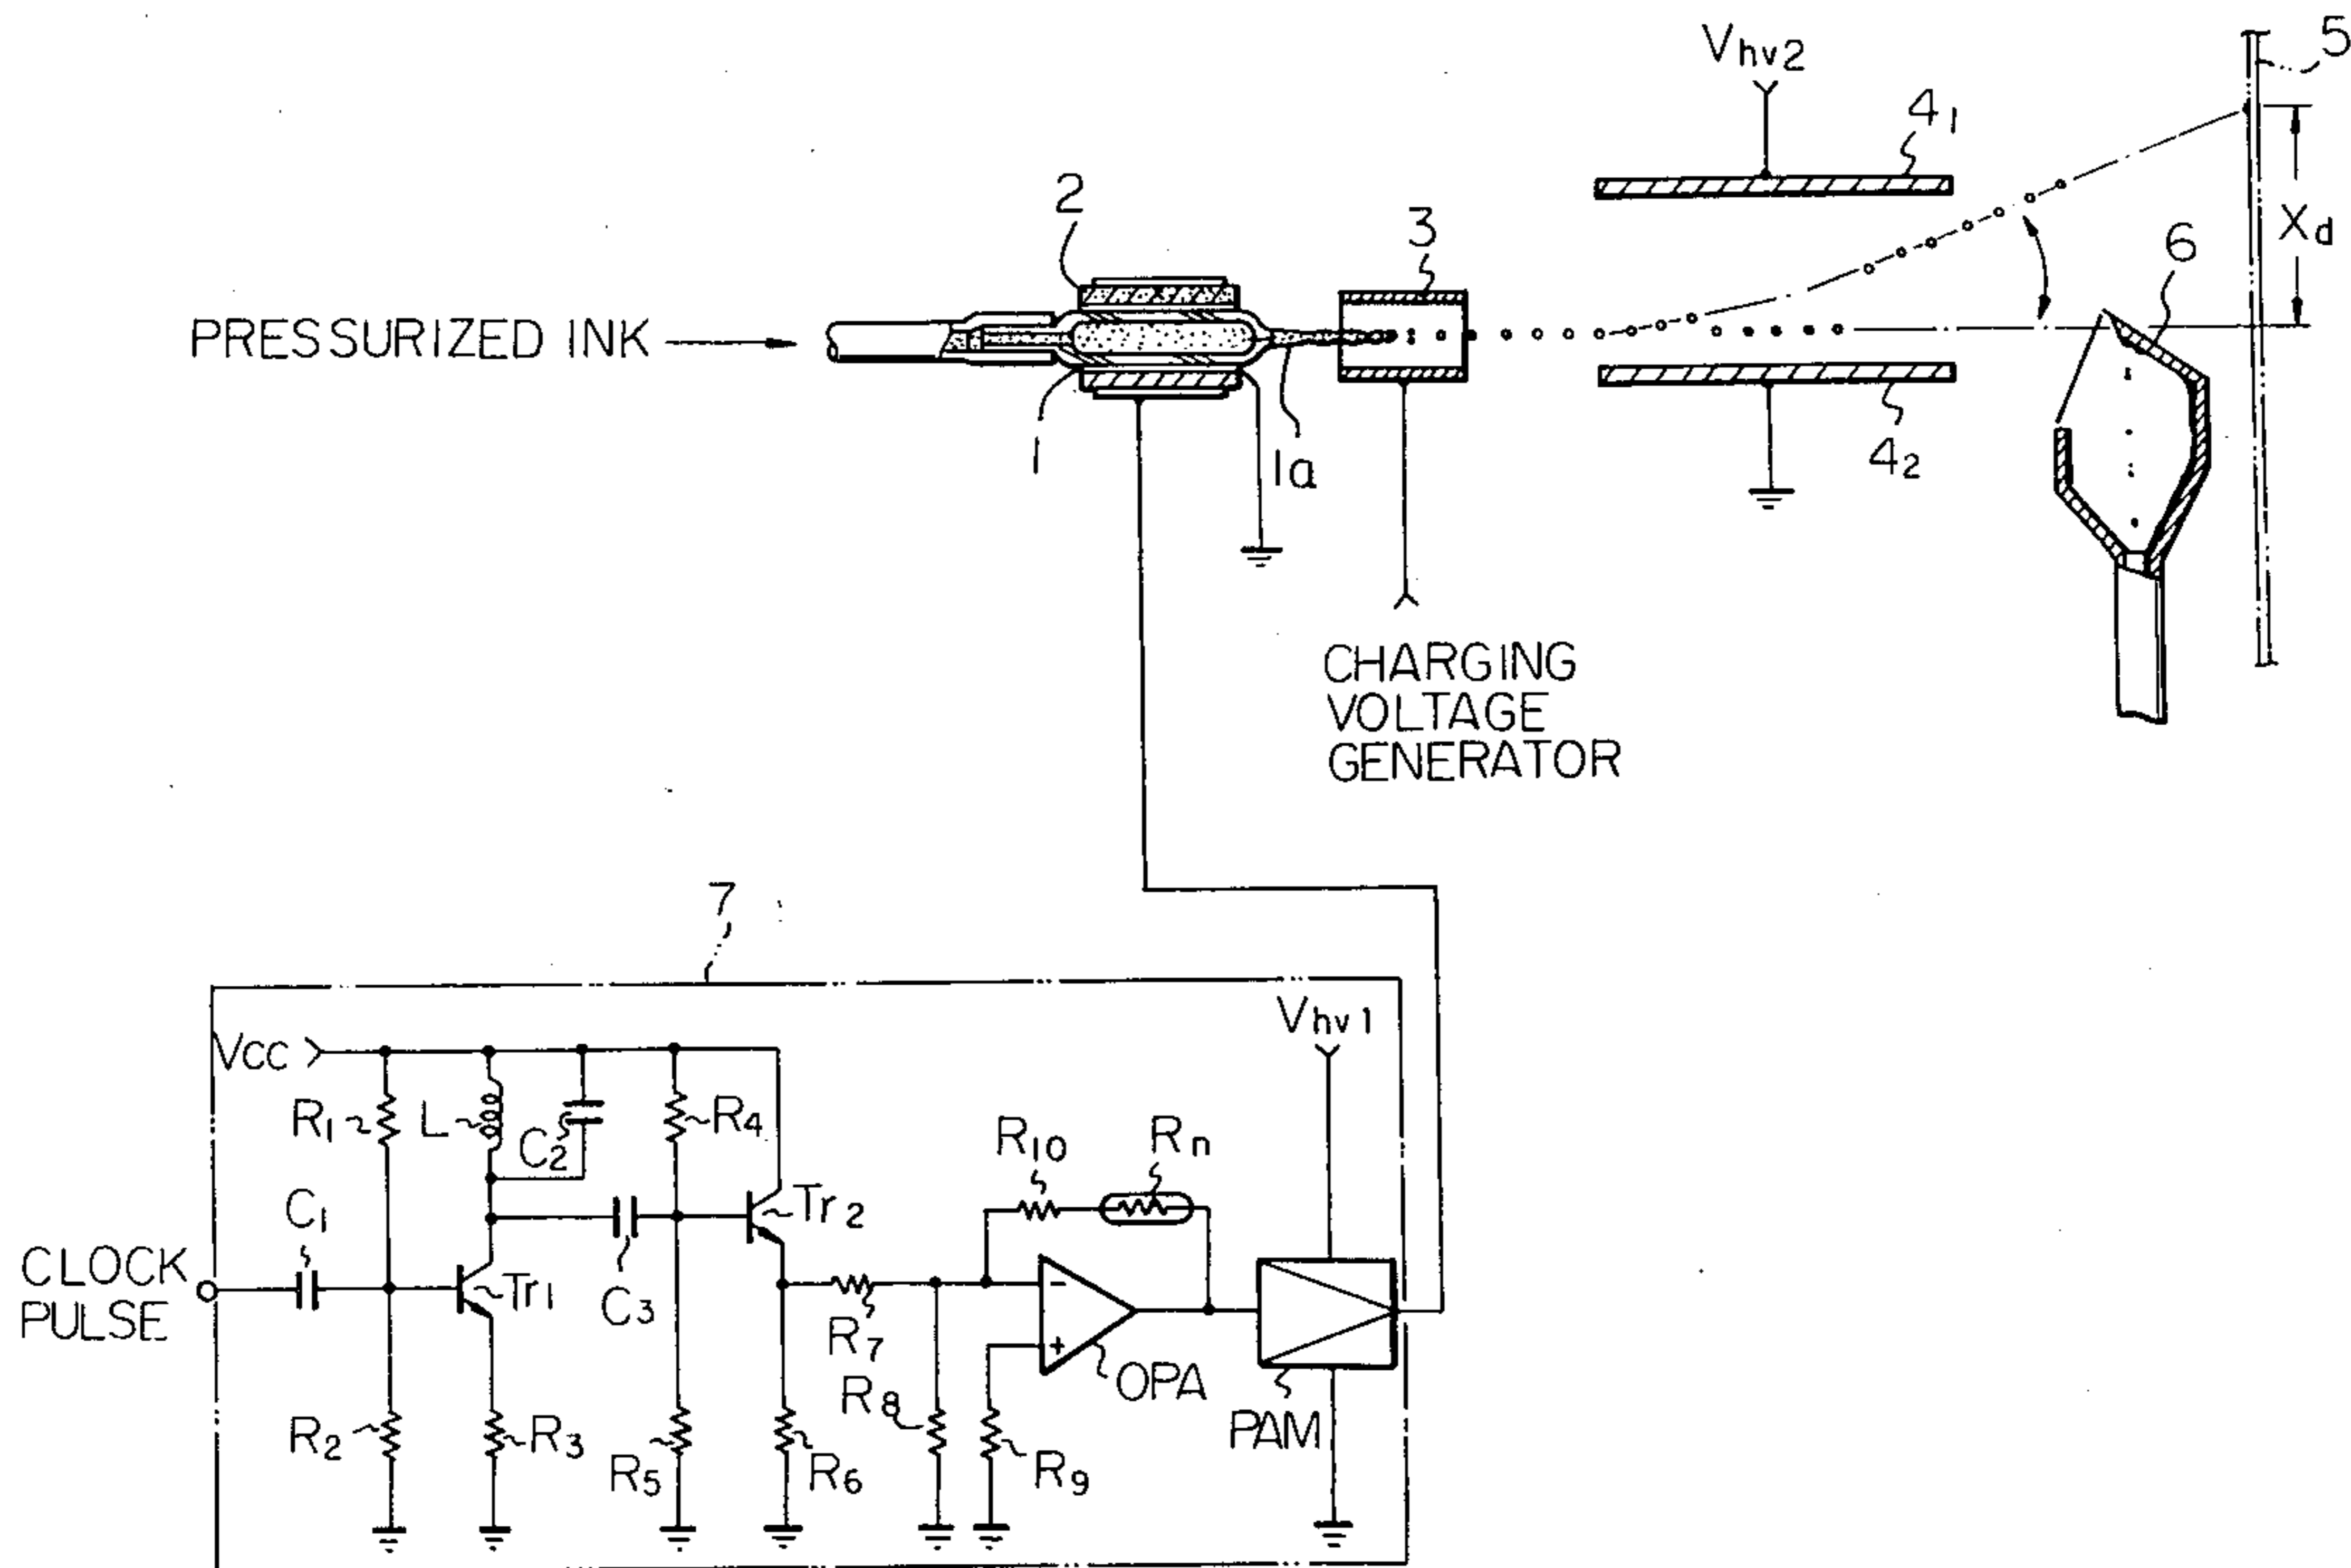 Vhv2
5
41
2
3
Xd
6
PRESSURIZED INK
1
1a
42
CHARGING
VOLTAGE
GENERATOR
7
Vhv1
Vcc
R1
L
C2
R4
R10
Rn
C1
Tr2
CLOCK
PULSE
Tr1
C3
R7
-
+
OPA
R8
PAM
R2
R3
R5
R6
R9